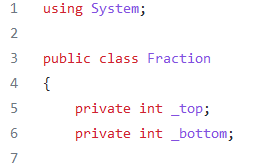 1 using System;
2
3 public class Fraction
4 {
5     private int _top;
6     private int _bottom;
7